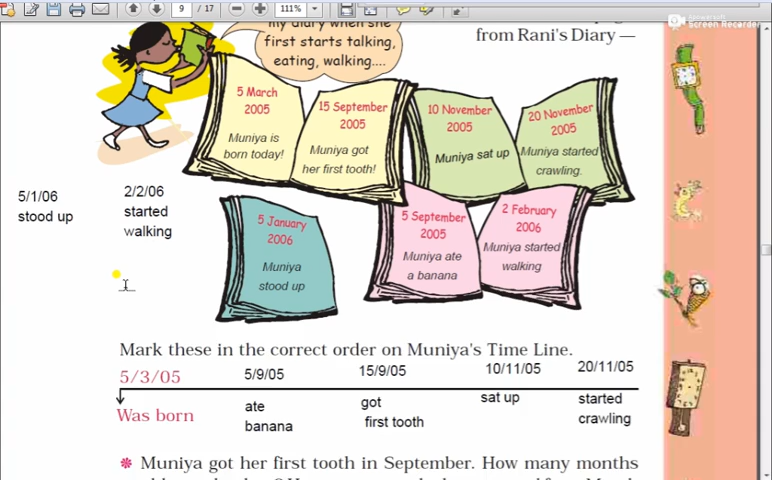 9 / 17
111%
my diary when she
first starts talking,
eating, walking....
from Rani's Diary —
Screen Recorder
5 March
2005
Muniya is
born today!
15 September
2005
Muniya got
her first tooth!
10 November
2005
Muniya sat up
20 November
2005
Muniya started
crawling.
5/1/06
stood up
2/2/06
started
walking
5 January
2006
Muniya
stood up
5 September
2005
Muniya ate
a banana
2 February
2006
Muniya started
walking
Mark these in the correct order on Muniya's Time Line.
5/3/05 5/9/05 15/9/05 10/11/05 20/11/05
Was born ate got sat up started
banana first tooth crawling
Muniya got her first tooth in September. How many months